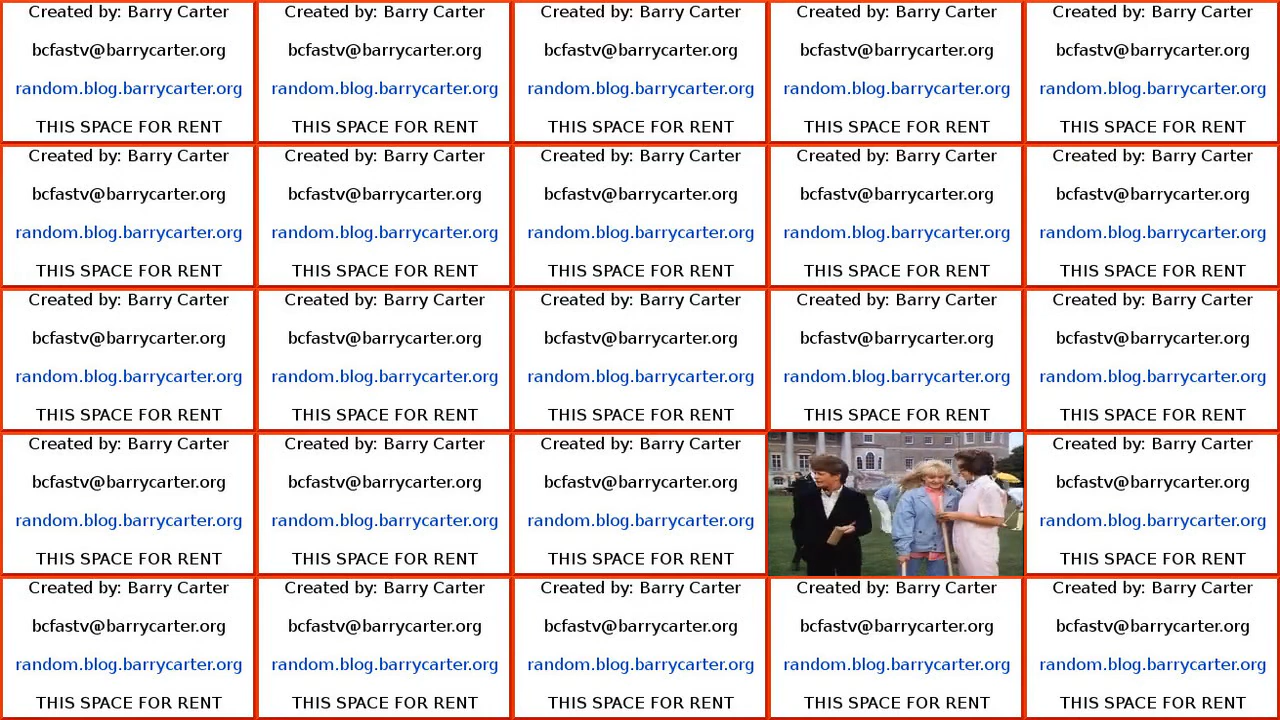 Created by: Barry Carter
bcfastv@barrycarter.org
random.blog.barrycarter.org
THIS SPACE FOR RENT
Created by: Barry Carter
bcfastv@barrycarter.org
random.blog.barrycarter.org
THIS SPACE FOR RENT
Created by: Barry Carter
bcfastv@barrycarter.org
random.blog.barrycarter.org
THIS SPACE FOR RENT
Created by: Barry Carter
bcfastv@barrycarter.org
random.blog.barrycarter.org
THIS SPACE FOR RENT
Created by: Barry Carter
bcfastv@barrycarter.org
random.blog.barrycarter.org
THIS SPACE FOR RENT
Created by: Barry Carter
bcfastv@barrycarter.org
random.blog.barrycarter.org
THIS SPACE FOR RENT
Created by: Barry Carter
bcfastv@barrycarter.org
random.blog.barrycarter.org
THIS SPACE FOR RENT
Created by: Barry Carter
bcfastv@barrycarter.org
random.blog.barrycarter.org
THIS SPACE FOR RENT
Created by: Barry Carter
bcfastv@barrycarter.org
random.blog.barrycarter.org
THIS SPACE FOR RENT
Created by: Barry Carter
bcfastv@barrycarter.org
random.blog.barrycarter.org
THIS SPACE FOR RENT
Created by: Barry Carter
bcfastv@barrycarter.org
random.blog.barrycarter.org
THIS SPACE FOR RENT
Created by: Barry Carter
bcfastv@barrycarter.org
random.blog.barrycarter.org
THIS SPACE FOR RENT
Created by: Barry Carter
bcfastv@barrycarter.org
random.blog.barrycarter.org
THIS SPACE FOR RENT
Created by: Barry Carter
bcfastv@barrycarter.org
random.blog.barrycarter.org
THIS SPACE FOR RENT
Created by: Barry Carter
bcfastv@barrycarter.org
random.blog.barrycarter.org
THIS SPACE FOR RENT
Created by: Barry Carter
bcfastv@barrycarter.org
random.blog.barrycarter.org
THIS SPACE FOR RENT
Created by: Barry Carter
bcfastv@barrycarter.org
random.blog.barrycarter.org
THIS SPACE FOR RENT
Created by: Barry Carter
bcfastv@barrycarter.org
random.blog.barrycarter.org
THIS SPACE FOR RENT
Created by: Barry Carter
bcfastv@barrycarter.org
random.blog.barrycarter.org
THIS SPACE FOR RENT
Created by: Barry Carter
bcfastv@barrycarter.org
random.blog.barrycarter.org
THIS SPACE FOR RENT
Created by: Barry Carter
bcfastv@barrycarter.org
random.blog.barrycarter.org
THIS SPACE FOR RENT
Created by: Barry Carter
bcfastv@barrycarter.org
random.blog.barrycarter.org
THIS SPACE FOR RENT
Created by: Barry Carter
bcfastv@barrycarter.org
random.blog.barrycarter.org
THIS SPACE FOR RENT
Created by: Barry Carter
bcfastv@barrycarter.org
random.blog.barrycarter.org
THIS SPACE FOR RENT